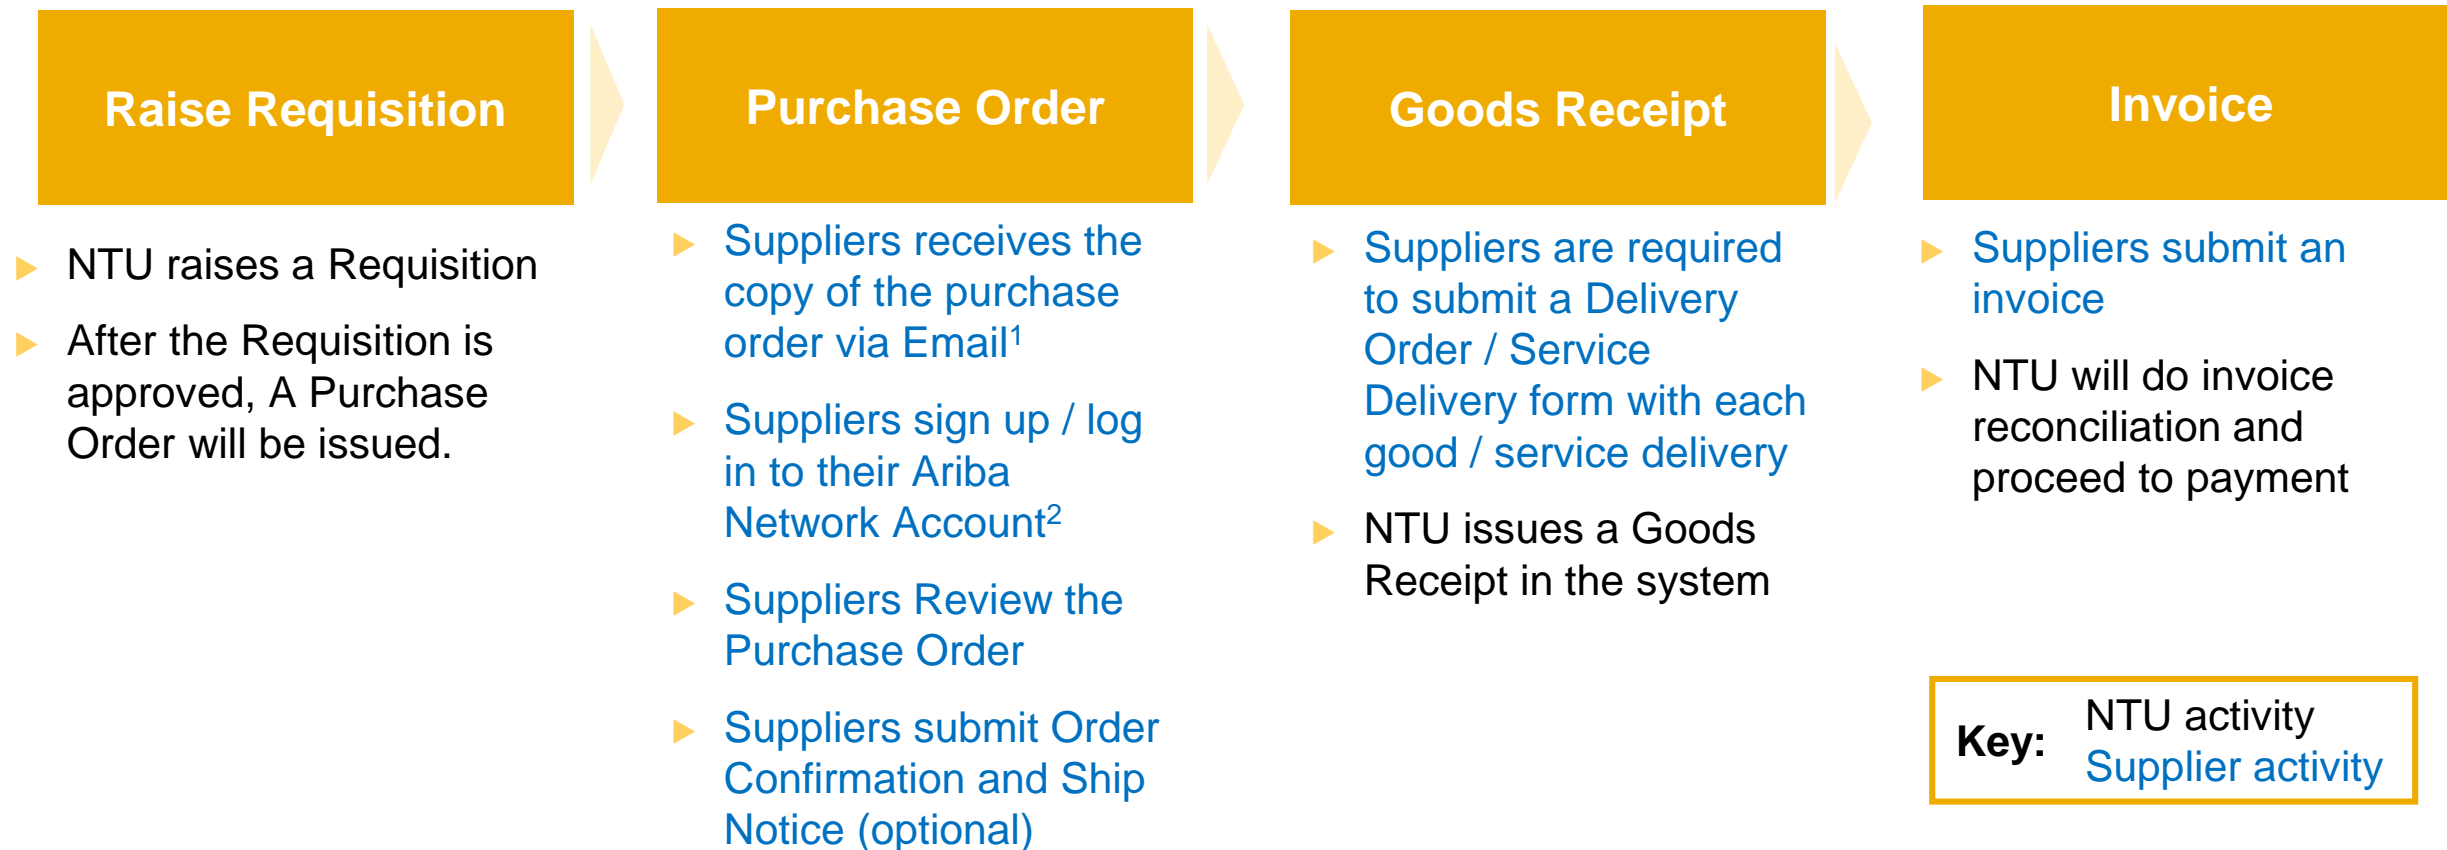 Raise Requisition
NTU raises a Requisition
After the Requisition is
approved, A Purchase
Order will be issued.
Purchase Order
Suppliers receives the
copy of the purchase
order via Email¹
Suppliers sign up / log
in to their Ariba
Network Account²
Suppliers Review the
Purchase Order
Suppliers submit Order
Confirmation and Ship
Notice (optional)
Goods Receipt
Suppliers are required
to submit a Delivery
Order / Service
Delivery form with each
good / service delivery
NTU issues a Goods
Receipt in the system
Invoice
Suppliers submit an
invoice
NTU will do invoice
reconciliation and
proceed to payment
Key:
NTU activity
Supplier activity